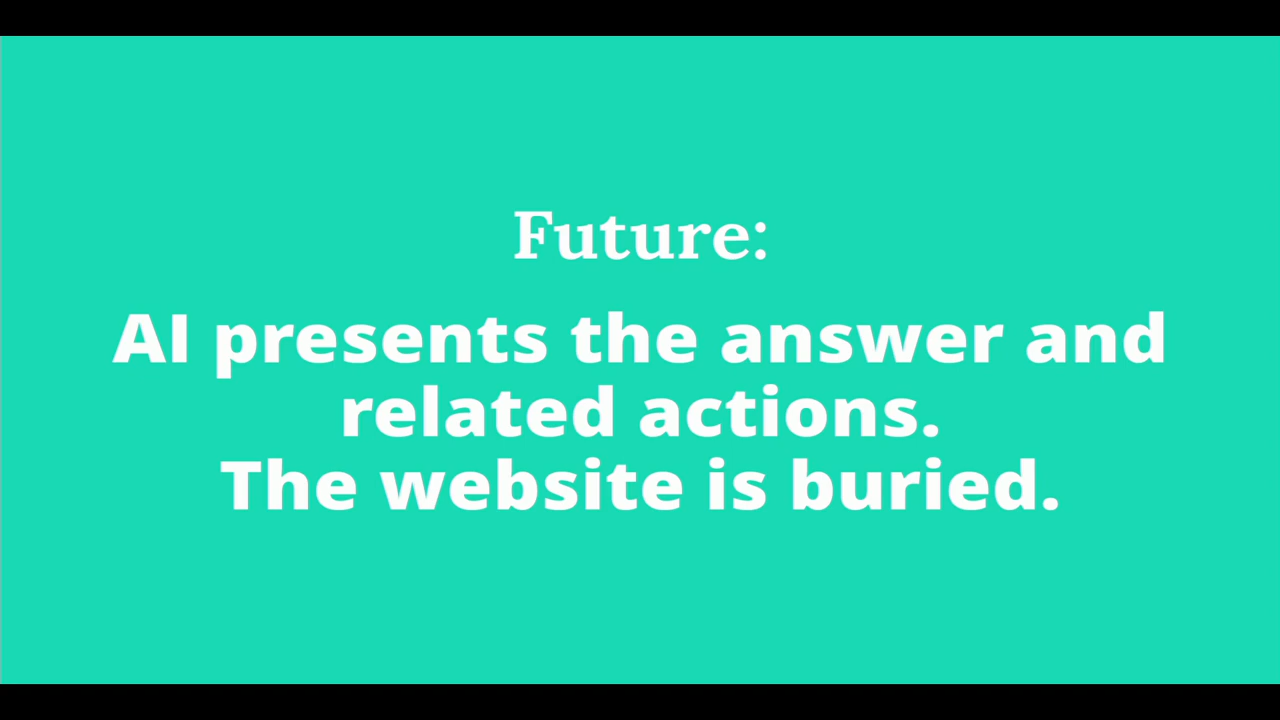 Future:
AI presents the answer and
related actions.
The website is buried.